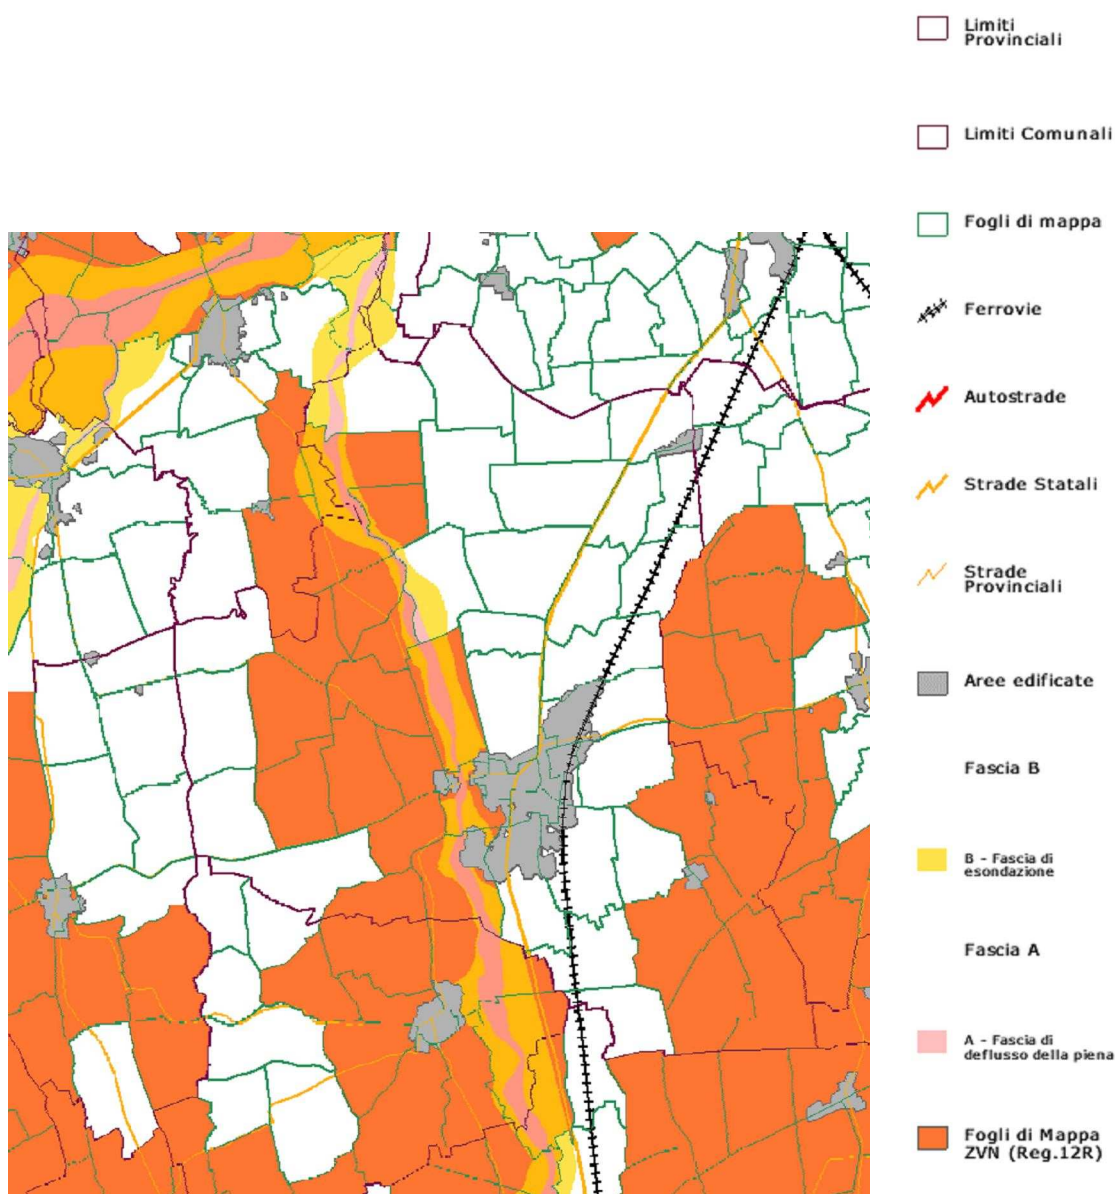 Limiti
Provinciali
Limiti Comunali
Fogli di mappa
Ferrovie
Autostrade
Strade Statali
Strade
Provinciali
Aree edificate
Fascia B
B - Fascia di
esondazione
Fascia A
A - Fascia di
deflusso della piena
Fogli di Mappa
ZVN (Reg.12R)